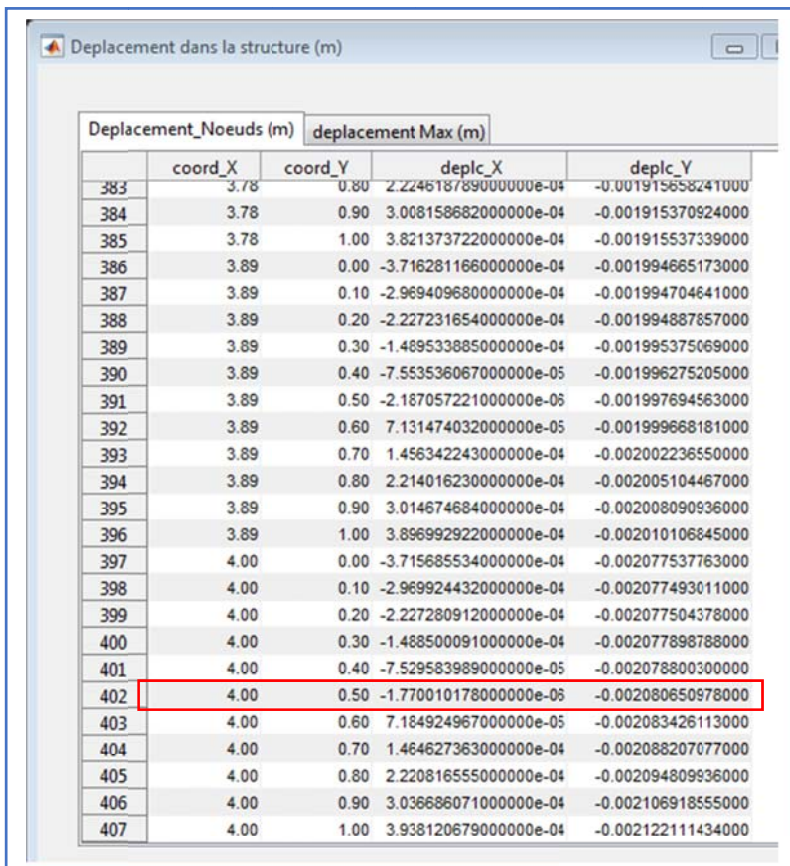 Deplacement dans la structure (m)
Deplacement_Noeuds (m) deplacement Max (m)
coord_X coord_Y deplc_X deplc_Y
383 3.78 0.80 2.224618789000000e-04 -0.001915658241000
384 3.78 0.90 3.008158682000000e-04 -0.001915370924000
385 3.78 1.00 3.821373722000000e-04 -0.001915537339000
386 3.89 0.00 -3.716281166000000e-04 -0.001994665173000
387 3.89 0.10 -2.969409680000000e-04 -0.001994704641000
388 3.89 0.20 -2.227231654000000e-04 -0.001994887857000
389 3.89 0.30 -1.489533885000000e-04 -0.001995375069000
390 3.89 0.40 -7.553536067000000e-05 -0.001996275205000
391 3.89 0.50 -2.187057221000000e-06 -0.001997694563000
392 3.89 0.60 7.131474032000000e-05 -0.001999668181000
393 3.89 0.70 1.456342243000000e-04 -0.002002236550000
394 3.89 0.80 2.214016230000000e-04 -0.002005104467000
395 3.89 0.90 3.014674684000000e-04 -0.002008090936000
396 3.89 1.00 3.896992922000000e-04 -0.002010106845000
397 4.00 0.00 -3.715685534000000e-04 -0.002077537763000
398 4.00 0.10 -2.969924432000000e-04 -0.002077493011000
399 4.00 0.20 -2.227280912000000e-04 -0.002077504378000
400 4.00 0.30 -1.488500091000000e-04 -0.002077898788000
401 4.00 0.40 -7.529583989000000e-05 -0.002078800300000
402 4.00 0.50 -1.770010178000000e-06 -0.002080650978000
403 4.00 0.60 7.184924967000000e-05 -0.002083426113000
404 4.00 0.70 1.464627363000000e-04 -0.002088207077000
405 4.00 0.80 2.220816555000000e-04 -0.002094809936000
406 4.00 0.90 3.036686071000000e-04 -0.002106918555000
407 4.00 1.00 3.938120679000000e-04 -0.002122111434000